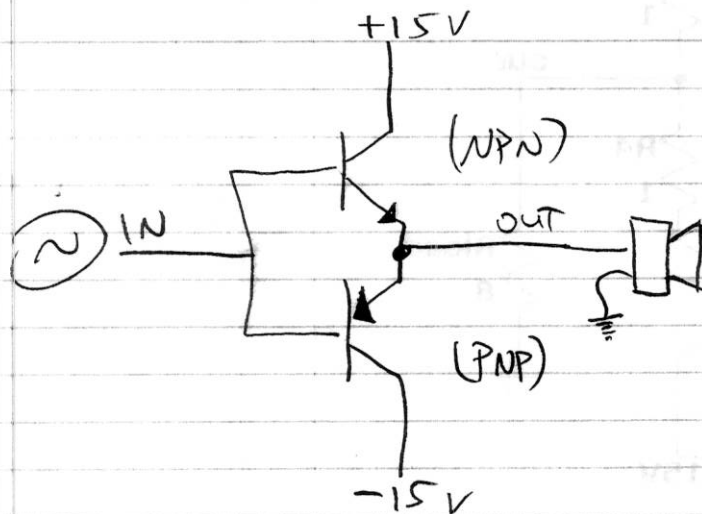 +15V
(NPN)
IN
OUT
(PNP)
-15V